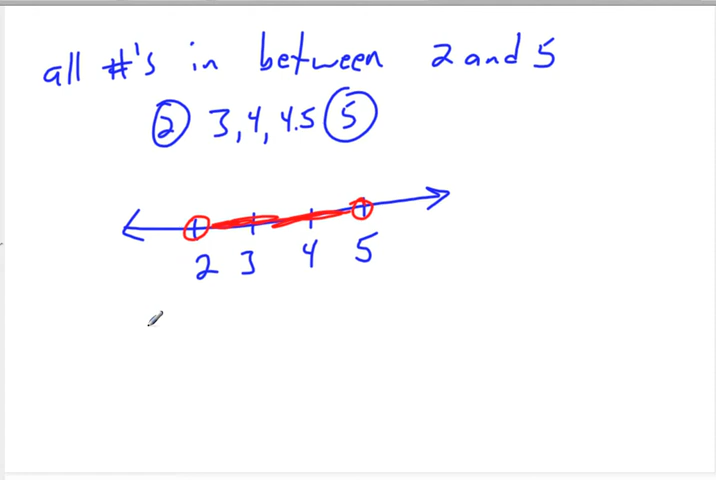 all #'s in between 2 and 5
2 3, 4, 4.5 5
2 3 4 5